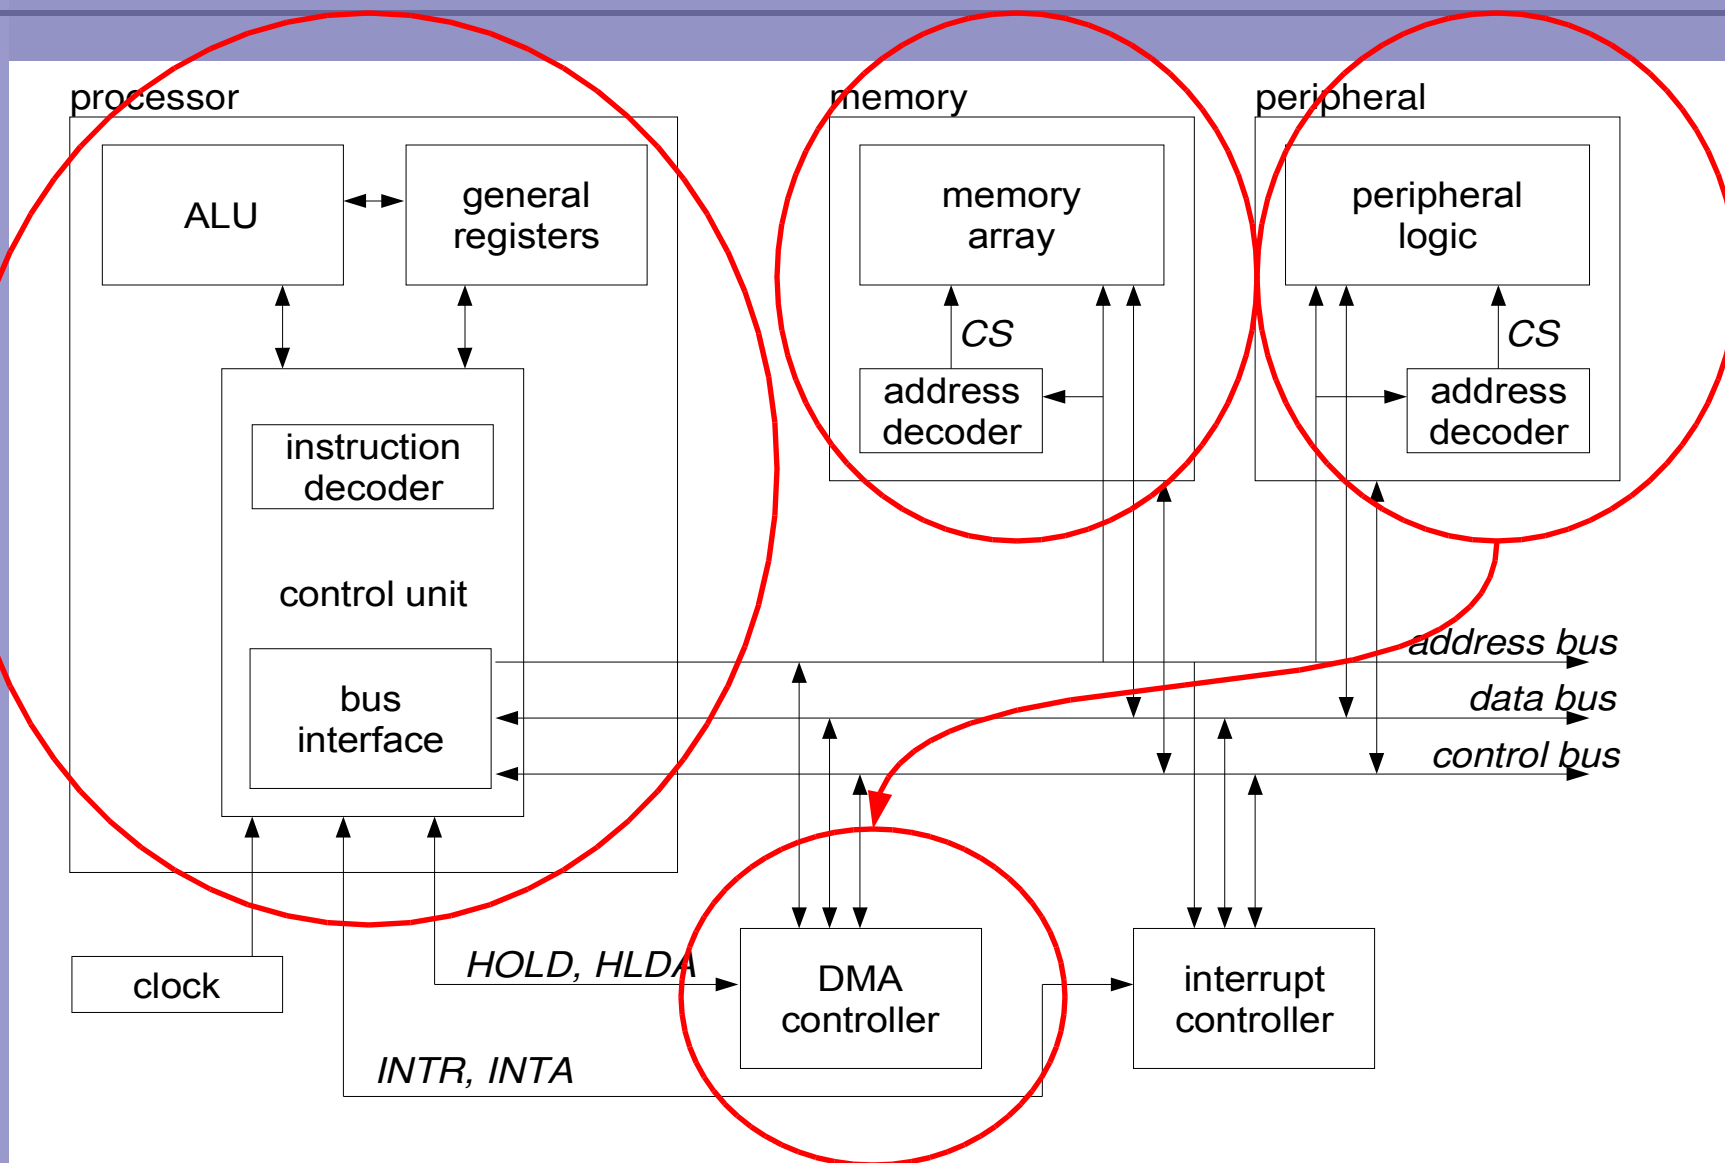 processor
memory
peripheral
ALU
general
registers
memory
array
peripheral
logic
CS
CS
address
decoder
address
decoder
instruction
decoder
control unit
address bus
bus
interface
data bus
control bus
HOLD, HLDA
clock
DMA
controller
interrupt
controller
INTR, INTA